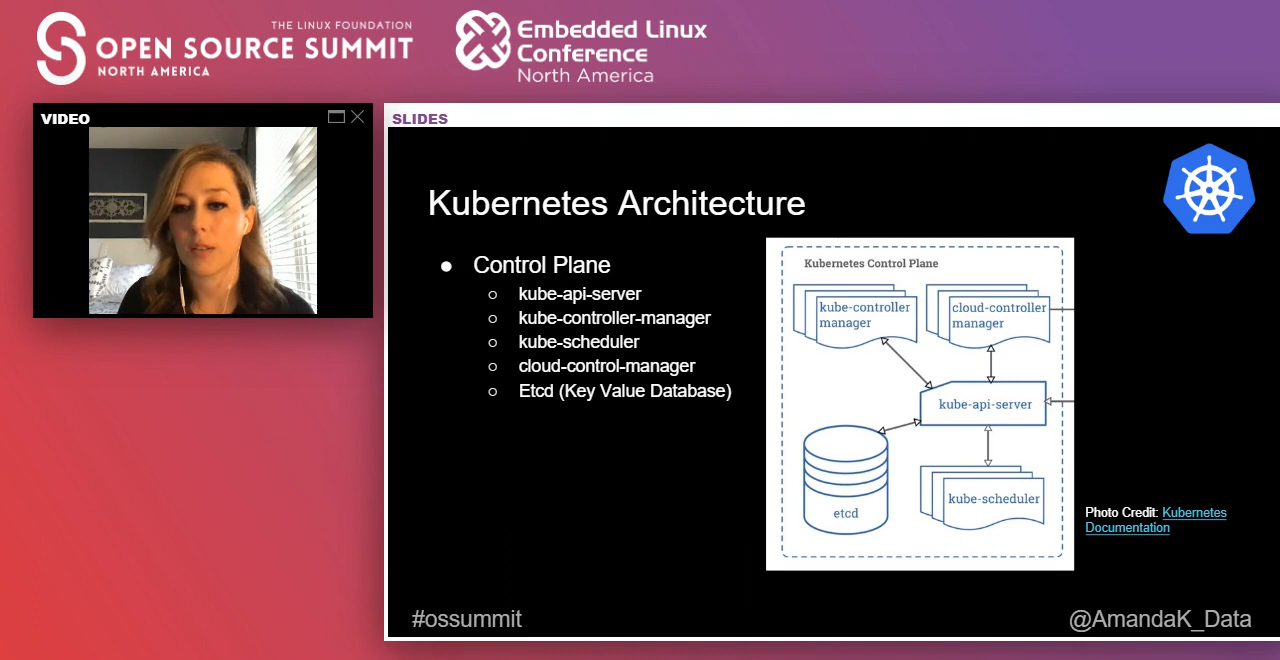 THE LINUX FOUNDATION
OPEN SOURCE SUMMIT
NORTH AMERICA
Embedded Linux
Conference
North America
VIDEO
SLIDES
Kubernetes Architecture
● Control Plane
○ kube-api-server
○ kube-controller-manager
○ kube-scheduler
○ cloud-control-manager
○ Etcd (Key Value Database)
Kubernetes Control Plane
kube-controller
manager
cloud-controller
manager
kube-api-server
etcd
kube-scheduler
Photo Credit: Kubernetes
Documentation
#ossummit
@AmandaK_Data